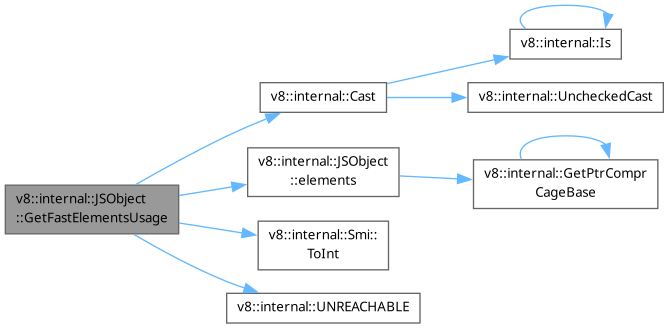 v8::internal::Is
v8::internal::Cast
v8::internal::UncheckedCast
v8::internal::JSObject
::elements
v8::internal::GetPtrCompr
CageBase
v8::internal::JSObject
::GetFastElementsUsage
v8::internal::Smi::
ToInt
v8::internal::UNREACHABLE